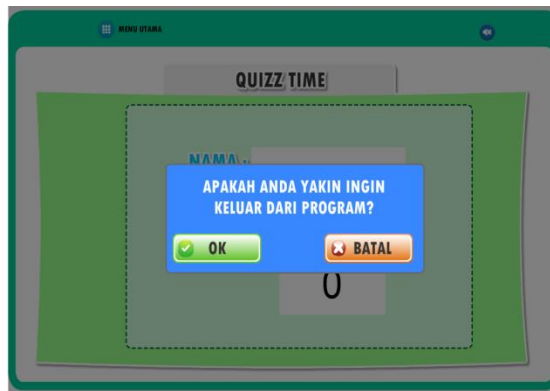 MENU UTAMA
QUIZZ TIME
NAMA :
APAKAH ANDA YAKIN INGIN
KELUAR DARI PROGRAM?
OK
BATAL
0